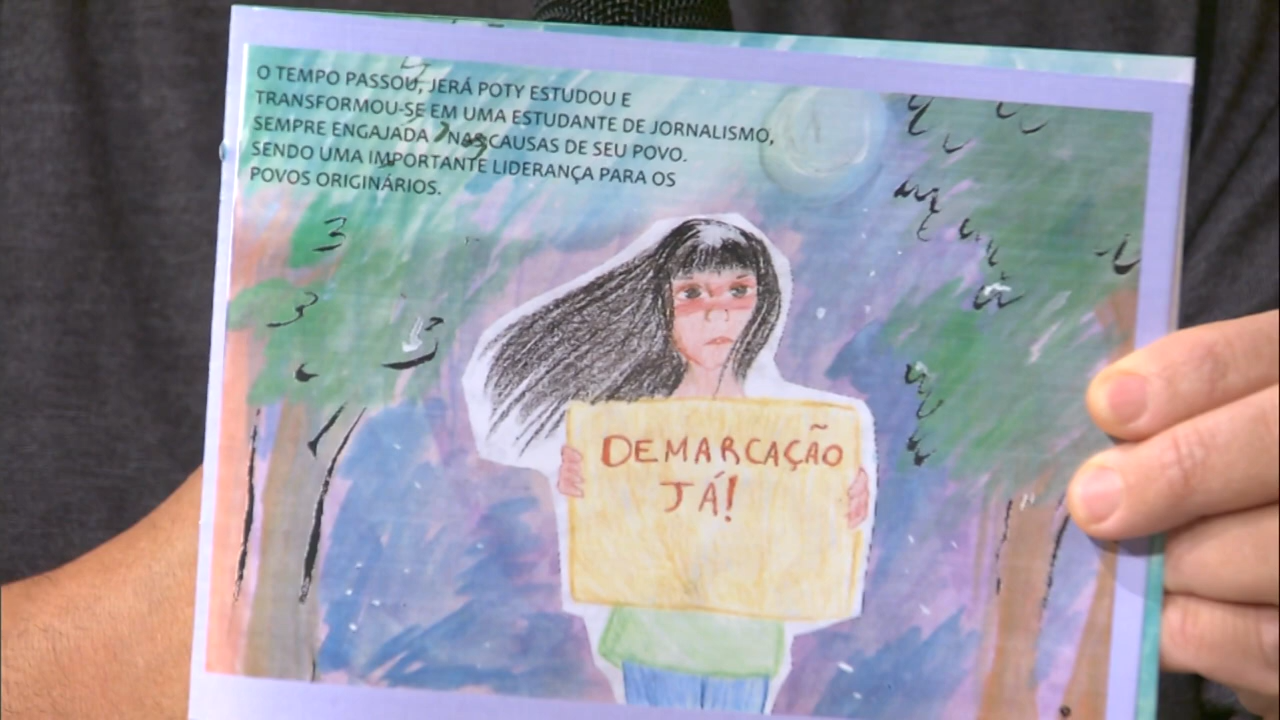 O TEMPO PASSOU, JERÁ POTY ESTUDOU E
TRANSFORMOU-SE EM UMA ESTUDANTE DE JORNALISMO,
SEMPRE ENGAJADA NAS CAUSAS DE SEU POVO.
SENDO UMA IMPORTANTE LIDERANÇA PARA OS
POVOS ORIGINÁRIOS.
DEMARCAÇÃO
JÁ!